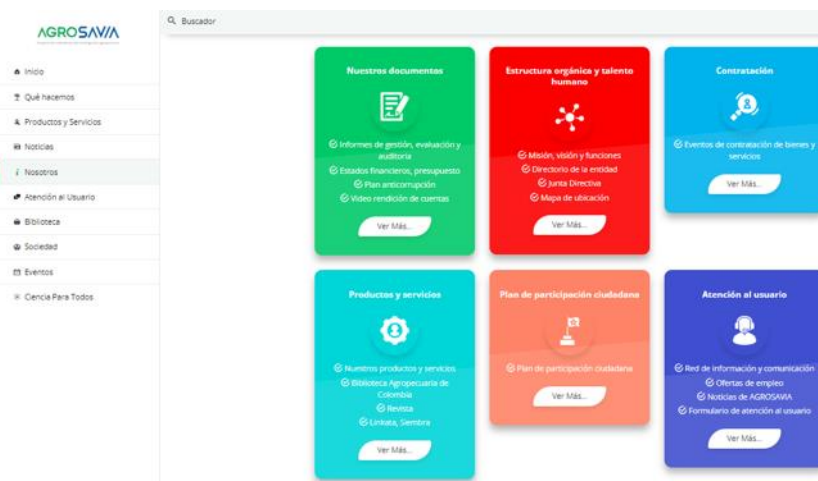 AGROSAVIA
Buscador
Inicio
Qué hacemos
Productos y Servicios
Noticias
Nosotros
Atención al Usuario
Biblioteca
Sociedad
Eventos
Ciencia Para Todos
Nuestros documentos
Informes de gestión, evaluación y
auditoría
Estados financieros, presupuesto
Plan anticorrupción
Video rendición de cuentas
Ver Más...
Estructura orgánica y talento
humano
Misión, visión y funciones
Directorio de la entidad
Junta Directiva
Mapa de ubicación
Ver Más...
Contratación
Eventos de contratación de bienes y
servicios
Ver Más...
Productos y servicios
Nuestros productos y servicios
Biblioteca Agropecuaria de
Colombia
Revista
Linkata, Siembra
Ver Más...
Plan de participación ciudadana
Plan de participación ciudadana
Ver Más...
Atención al usuario
Red de información y comunicación
Ofertas de empleo
Noticias de AGROSAVIA
Formulario de atención al usuario
Ver Más...